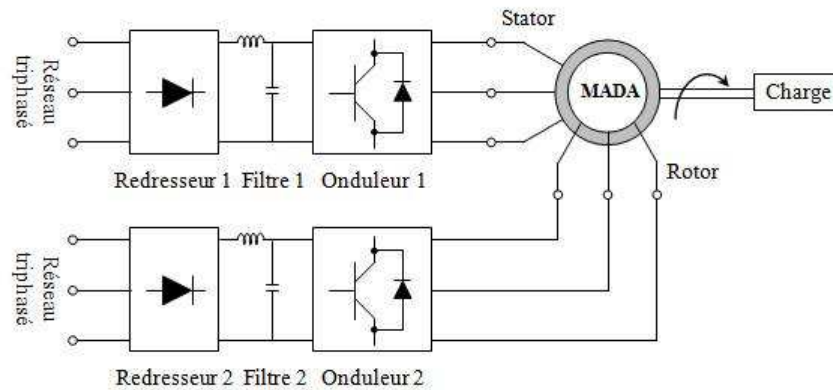 Stator
Réseau
triphasé
MADA
Charge
Redresseur 1 Filtre 1 Onduleur 1
Rotor
Réseau
triphasé
Redresseur 2 Filtre 2 Onduleur 2